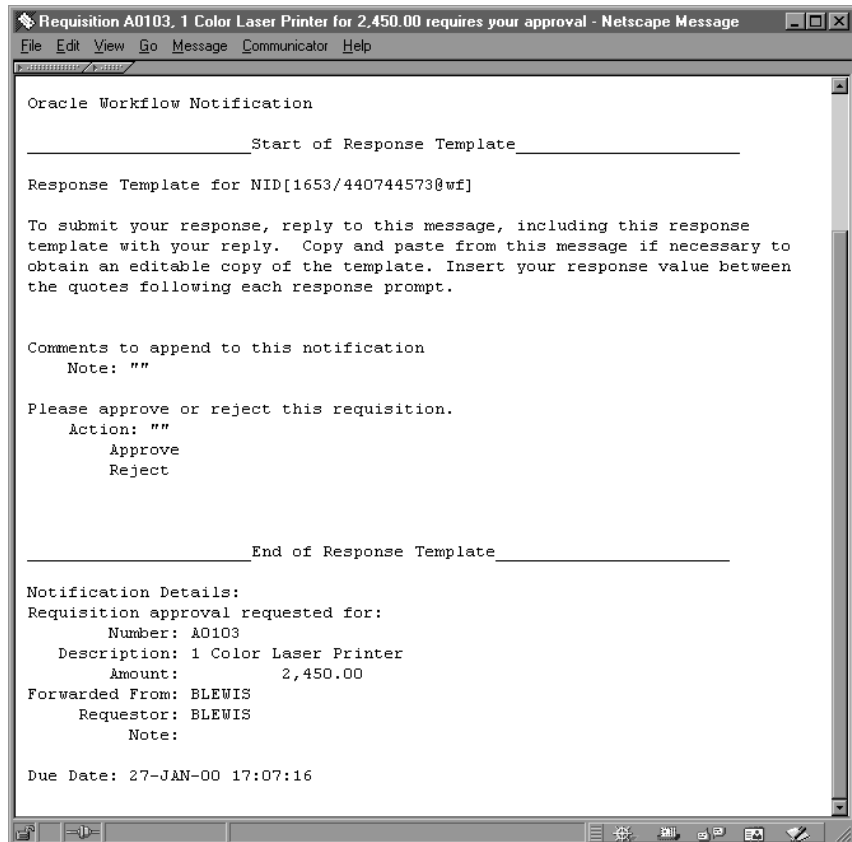 Requisition A0103, 1 Color Laser Printer for 2,450.00 requires your approval - Netscape Message
File Edit View Go Message Communicator Help
Oracle Workflow Notification
______________________Start of Response Template______________________
Response Template for NID[1653/440744573@wf]
To submit your response, reply to this message, including this response
template with your reply. Copy and paste from this message if necessary to
obtain an editable copy of the template. Insert your response value between
the quotes following each response prompt.
Comments to append to this notification
Note: ""
Please approve or reject this requisition.
Action: ""
Approve
Reject
______________________End of Response Template_______________________
Notification Details:
Requisition approval requested for:
Number: A0103
Description: 1 Color Laser Printer
Amount: 2,450.00
Forwarded From: BLEWIS
Requestor: BLEWIS
Note:
Due Date: 27-JAN-00 17:07:16